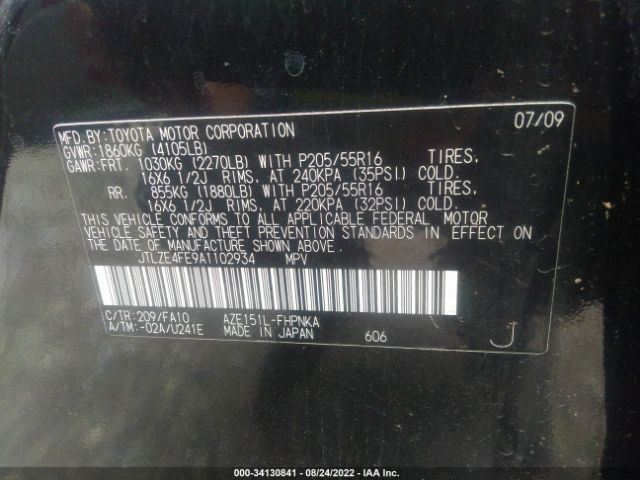 MFD.BY:TOYOTA MOTOR CORPORATION 07/09
GVWR:1860KG (4105LB)
GAWR:FRT. 1030KG (2270LB) WITH P205/55R16 TIRES,
16X6 1/2J RIMS, AT 240KPA (35PSI) COLD.
RR. 855KG (1880LB) WITH P205/55R16 TIRES,
16X6 1/2J RIMS, AT 220KPA (32PSI) COLD.
THIS VEHICLE CONFORMS TO ALL APPLICABLE FEDERAL MOTOR
VEHICLE SAFETY AND THEFT PREVENTION STANDARDS IN EFFECT ON
THE DATE OF MANUFACTURE SHOWN ABOVE.
JTLZE4FE9A1102934 MPV
C/TR:209/FA10 AZE151L-FHPNKA
A/TM:-02A/U241E MADE IN JAPAN 606 J
000-34130841 - 08/24/2022 - IAA Inc.